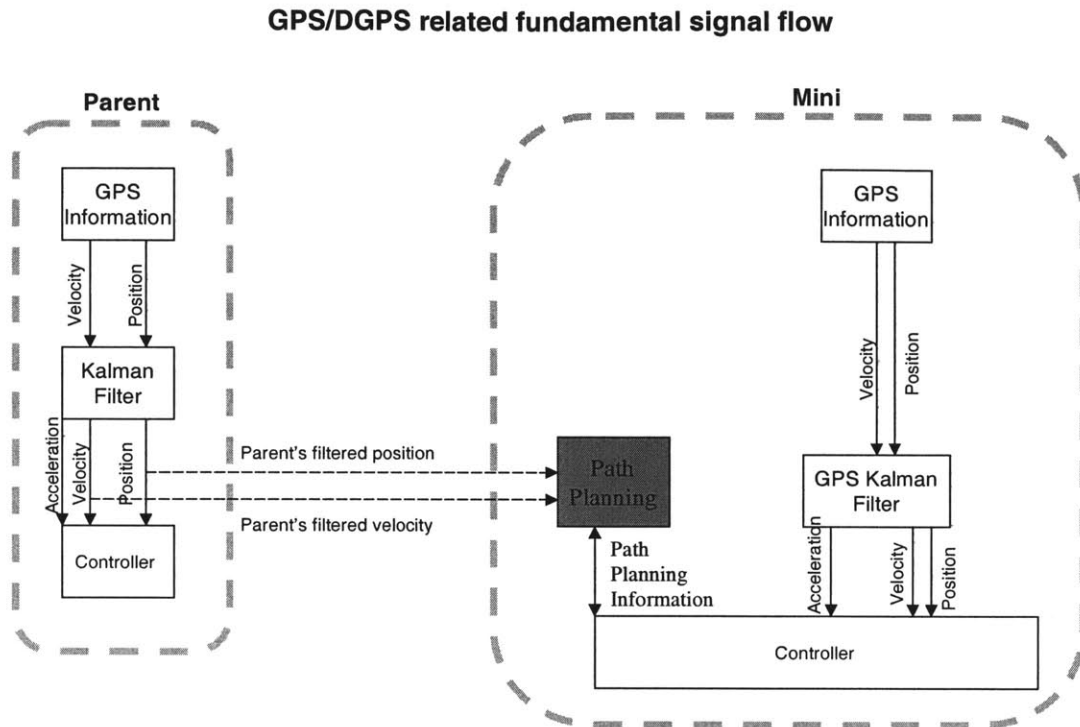 GPS/DGPS related fundamental signal flow
Parent
GPS
Information
Velocity
Position
Kalman
Filter
Acceleration
Velocity
Position
Controller
Parent's filtered position
Parent's filtered velocity
Mini
GPS
Information
Velocity
Position
Path
Planning
GPS Kalman
Filter
Path
Planning
Information
Acceleration
Velocity
Position
Controller